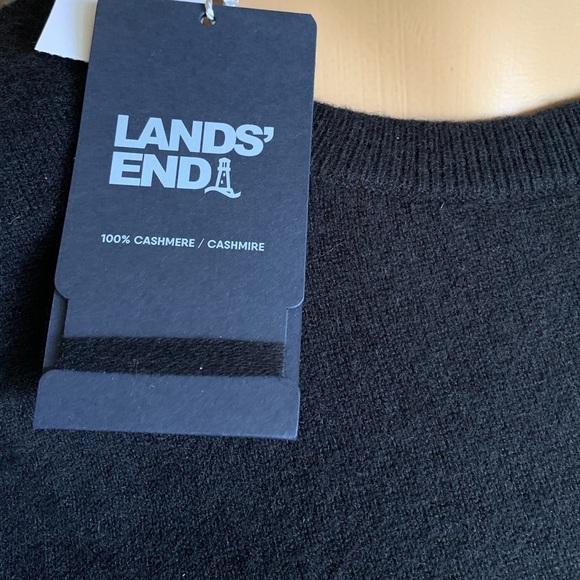 LANDS'
END
100% CASHMERE / CASHMIRE